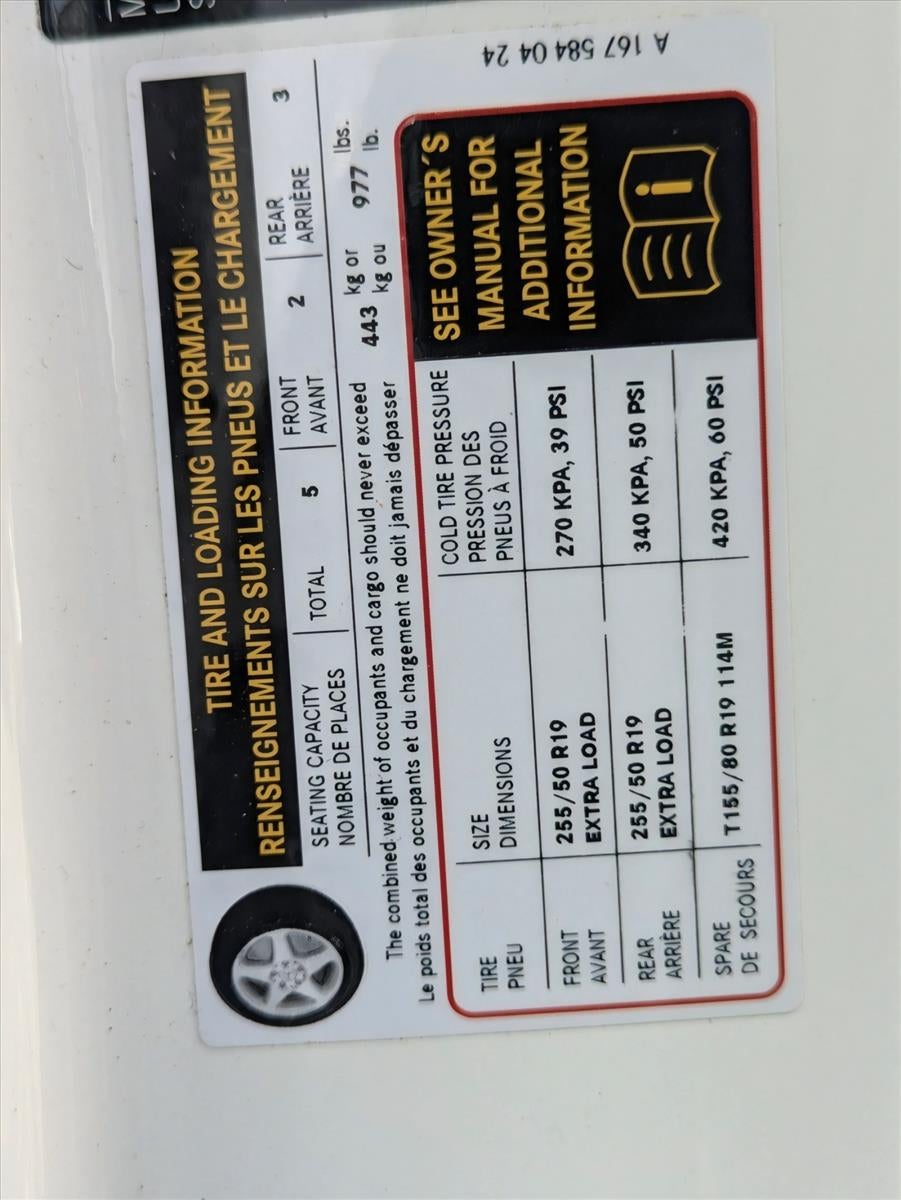 TIRE AND LOADING INFORMATION
RENSEIGNEMENTS SUR LES PNEUS ET LE CHARGEMENT
SEATING CAPACITY TOTAL 5 FRONT 2 REAR 3
NOMBRE DE PLACES AVANT ARRIÈRE
The combined weight of occupants and cargo should never exceed 443 kg or 977 lbs.
Le poids total des occupants et du chargement ne doit jamais dépasser kg ou lb.
TIRE SIZE COLD TIRE PRESSURE
PNEU DIMENSIONS PRESSION DES
PNEUS À FROID
FRONT 255/50 R19 270 KPA, 39 PSI
AVANT EXTRA LOAD
REAR 255/50 R19 340 KPA, 50 PSI
ARRIÈRE EXTRA LOAD
SPARE T155/80 R19 114M 420 KPA, 60 PSI
DE SECOURS
SEE OWNER´S
MANUAL FOR
ADDITIONAL
INFORMATION
i
A 167 584 04 24